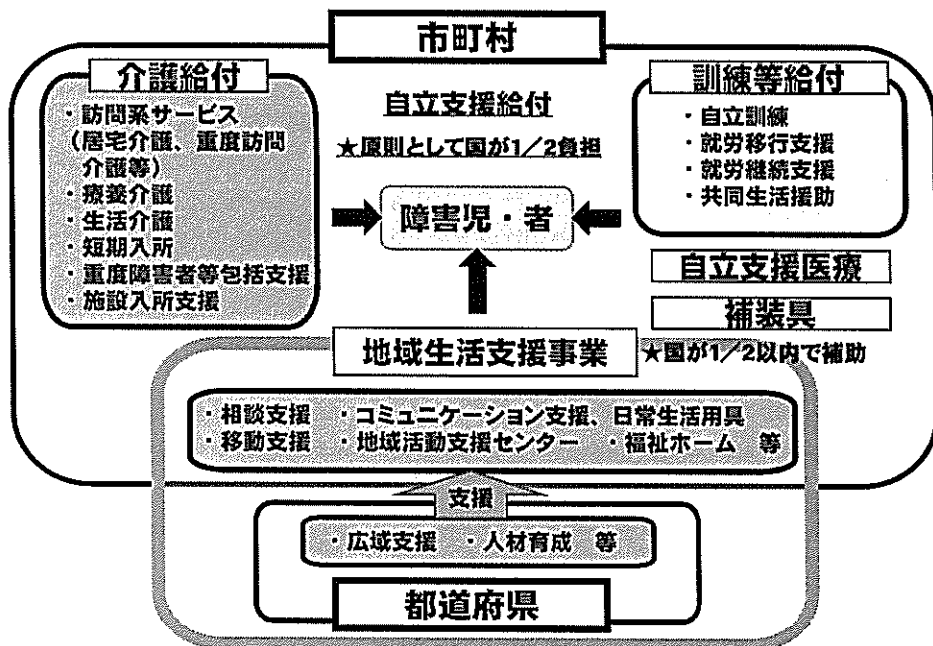 市町村
介護給付
・訪問系サービス
(居宅介護、重度訪問
介護等)
・療養介護
・生活介護
・短期入所
・重度障害者等包括支援
・施設入所支援
自立支援給付
★原則として国が1/2負担
障害児・者
訓練等給付
・自立訓練
・就労移行支援
・就労継続支援
・共同生活援助
自立支援医療
補装具
地域生活支援事業
★国が1/2以内で補助
・相談支援 ・コミュニケーション支援、日常生活用具
・移動支援 ・地域活動支援センター ・福祉ホーム 等
支援
・広域支援 ・人材育成 等
都道府県